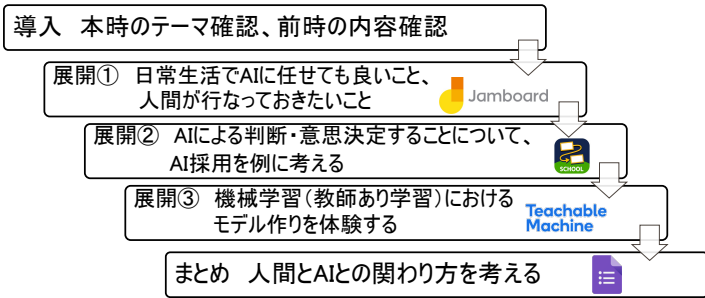 導入　本時のテーマ確認、前時の内容確認
展開①　日常生活でAIに任せても良いこと、
人間が行なっておきたいこと
Jamboard
展開②　AIによる判断・意思決定することについて、
AI採用を例に考える
SCHOOL
展開③　機械学習（教師あり学習）における
モデル作りを体験する
Teachable
Machine
まとめ　人間とAIとの関わり方を考える